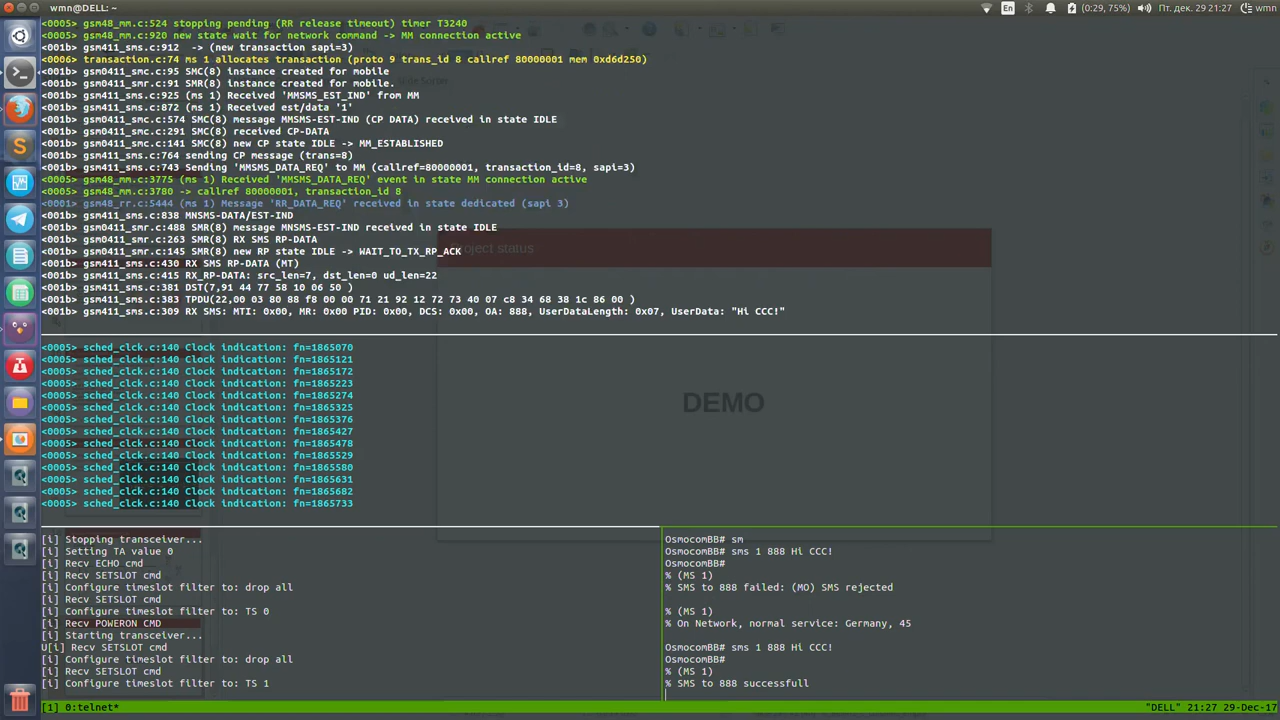 wmn@DELL: ~
En
(0:29, 75%)
Пт. дек. 29 21:27
wmn
<0005> gsm48_mm.c:524 stopping pending (RR release timeout) timer T3240
<0005> gsm48_mm.c:920 new state wait for network command -> MM connection active
<001b> gsm411_sms.c:912  -> (new transaction sapi=3)
<0006> transaction.c:74 ms 1 allocates transaction (proto 9 trans_id 8 callref 80000001 mem 0xd6d250)
<001b> gsm411_smc.c:95 SMC(8) instance created for mobile
<001b> gsm411_smr.c:91 SMR(8) instance created for mobile.
<001b> gsm411_sms.c:925 (ms 1) Received 'MMSMS_EST_IND' from MM
<001b> gsm411_sms.c:872 (ms 1) Received est/data '1'
<001b> gsm411_smc.c:574 SMC(8) message MMSMS-EST-IND (CP DATA) received in state IDLE
<001b> gsm411_smc.c:291 SMC(8) received CP-DATA
<001b> gsm411_smc.c:141 SMC(8) new CP state IDLE -> MM_ESTABLISHED
<001b> gsm411_sms.c:764 sending CP message (trans=8)
<001b> gsm411_sms.c:743 Sending 'MMSMS_DATA_REQ' to MM (callref=80000001, transaction_id=8, sapi=3)
<0005> gsm48_mm.c:3775 (ms 1) Received 'MMSMS_DATA_REQ' event in state MM connection active
<0005> gsm48_mm.c:3780 -> callref 80000001, transaction_id 8
<0001> gsm48_rr.c:5444 (ms 1) Message 'RR_DATA_REQ' received in state dedicated (sapi 3)
<001b> gsm411_sms.c:838 MNSMS-DATA/EST-IND
<001b> gsm411_smr.c:488 SMR(8) message MNSMS-EST-IND received in state IDLE
<001b> gsm411_smr.c:263 SMR(8) RX SMS RP-DATA
<001b> gsm411_smr.c:145 SMR(8) new RP state IDLE -> WAIT_TO_TX_RP_ACK
Project status
<001b> gsm411_sms.c:430 RX SMS RP-DATA (MT)
<001b> gsm411_sms.c:415 RX_RP-DATA: src_len=7, dst_len=0 ud_len=22
<001b> gsm411_sms.c:381 DST(7,91 44 77 58 10 06 50 )
<001b> gsm411_sms.c:383 TPDU(22,00 03 80 88 f8 00 00 71 21 92 12 72 73 40 07 c8 34 68 38 1c 86 00 )
<001b> gsm411_sms.c:309 RX SMS: MTI: 0x00, MR: 0x00 PID: 0x00, DCS: 0x00, OA: 888, UserDataLength: 0x07, UserData: "Hi CCC!"
<0005> sched_clck.c:140 Clock indication: fn=1865070
<0005> sched_clck.c:140 Clock indication: fn=1865121
<0005> sched_clck.c:140 Clock indication: fn=1865172
<0005> sched_clck.c:140 Clock indication: fn=1865223
<0005> sched_clck.c:140 Clock indication: fn=1865274
<0005> sched_clck.c:140 Clock indication: fn=1865325
<0005> sched_clck.c:140 Clock indication: fn=1865376
<0005> sched_clck.c:140 Clock indication: fn=1865427
<0005> sched_clck.c:140 Clock indication: fn=1865478
<0005> sched_clck.c:140 Clock indication: fn=1865529
<0005> sched_clck.c:140 Clock indication: fn=1865580
<0005> sched_clck.c:140 Clock indication: fn=1865631
<0005> sched_clck.c:140 Clock indication: fn=1865682
<0005> sched_clck.c:140 Clock indication: fn=1865733
DEMO
[i] Stopping transceiver...
[i] Setting TA value 0
[i] Recv ECHO cmd
[i] Recv SETSLOT cmd
[i] Configure timeslot filter to: drop all
[i] Recv SETSLOT cmd
[i] Configure timeslot filter to: TS 0
[i] Recv POWERON CMD
[i] Starting transceiver...
U[i] Recv SETSLOT cmd
[i] Configure timeslot filter to: drop all
[i] Recv SETSLOT cmd
[i] Configure timeslot filter to: TS 1
OsmocomBB# sm
OsmocomBB# sms 1 888 Hi CCC!
OsmocomBB#
% (MS 1)
% SMS to 888 failed: (MO) SMS rejected
% (MS 1)
% On Network, normal service: Germany, 45
OsmocomBB# sms 1 888 Hi CCC!
OsmocomBB#
% (MS 1)
% SMS to 888 successfull
[1] 0:telnet*
"DELL" 21:27 29-Dec-17